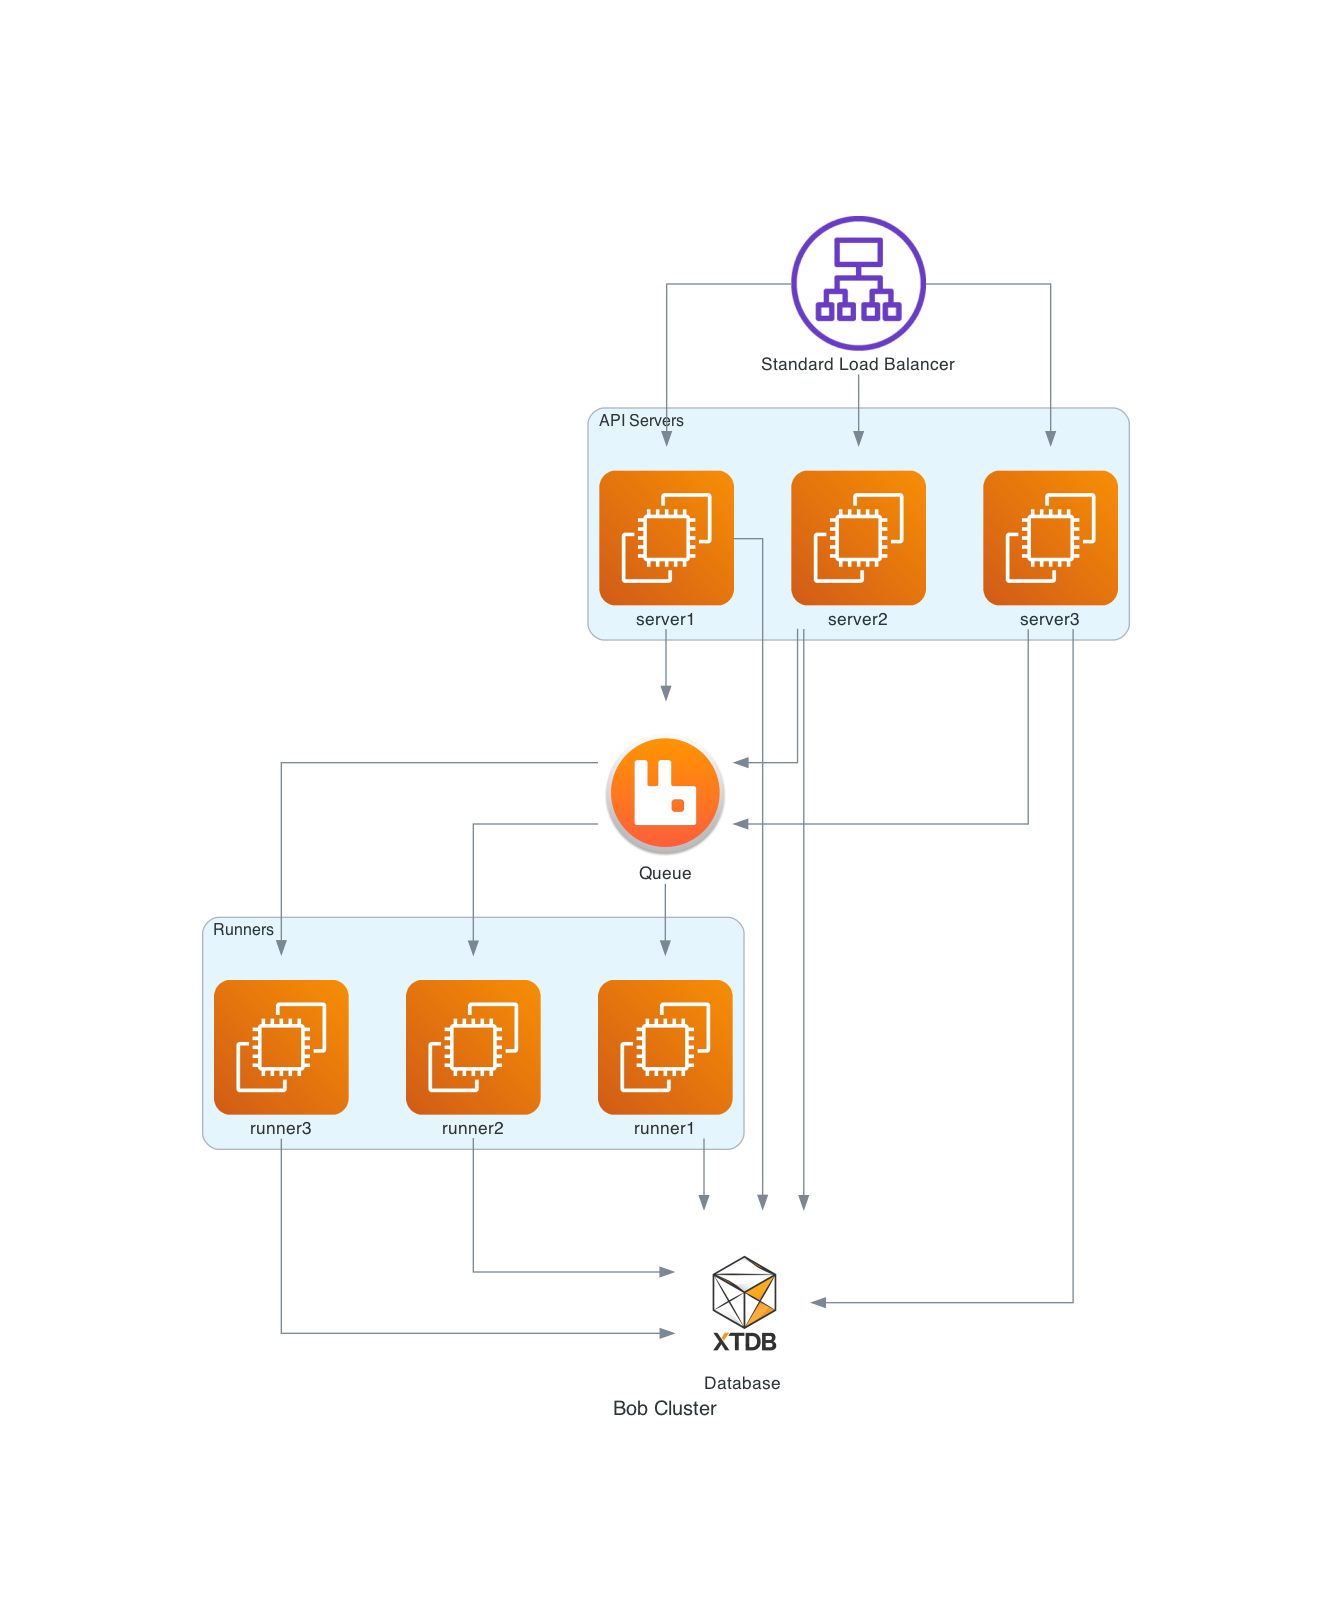 Standard Load Balancer
API Servers
server1
server2
server3
Queue
Runners
runner3
runner2
runner1
XTDB
Database
Bob Cluster